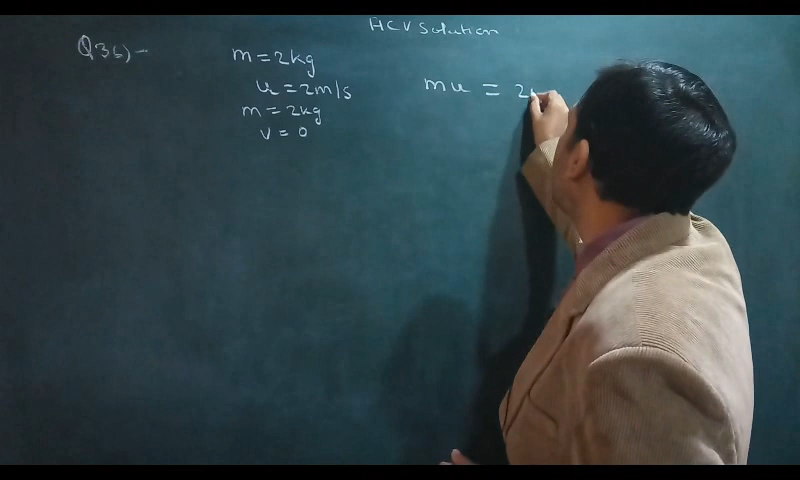 HCV Solution
Q36)-
m = 2kg
u = 2m/s
m = 2kg
v = 0
mu = 2